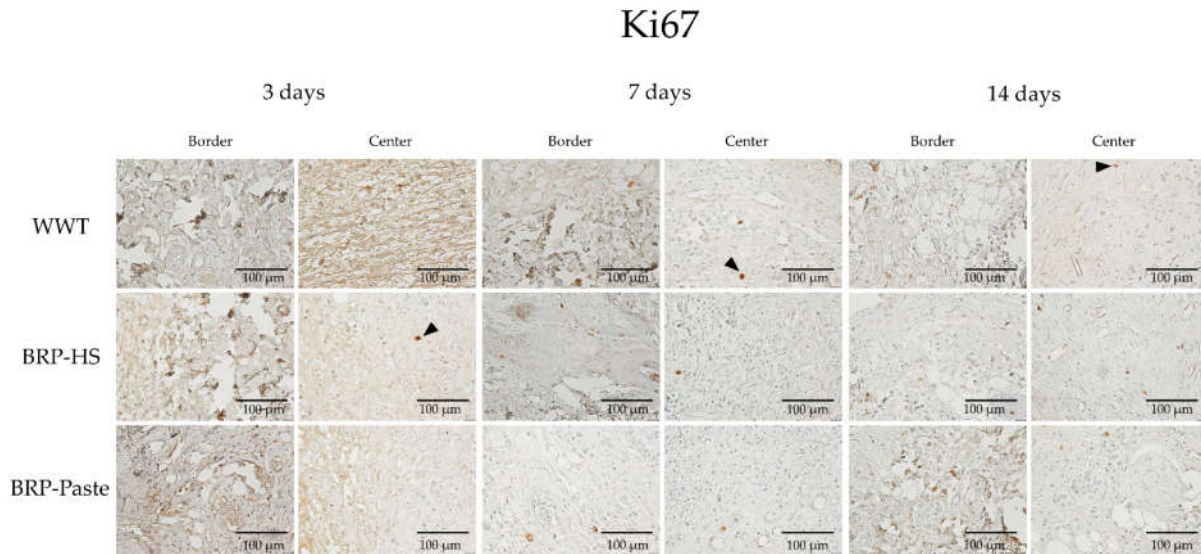 Ki67
3 days 7 days 14 days
Border Center Border Center Border Center
WWT
100 µm 100 µm 100 µm 100 µm 100 µm 100 µm
BRP-HS
100 µm 100 µm 100 µm 100 µm 100 µm 100 µm
BRP-Paste
100 µm 100 µm 100 µm 100 µm 100 µm 100 µm